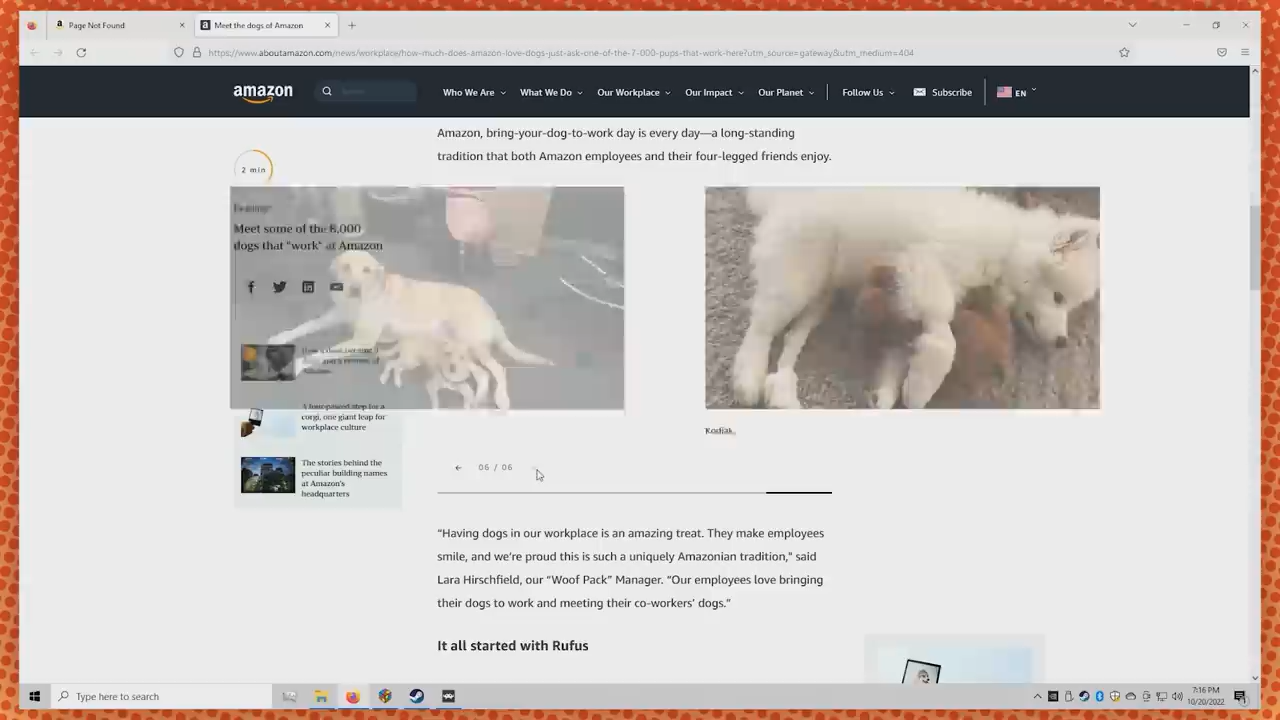 Page Not Found
Meet the dogs of Amazon
https://www.aboutamazon.com/news/workplace/how-much-does-amazon-love-dogs-just-ask-one-of-the-7-000-pups-that-work-here?utm_source=gateway&utm_medium=404
amazon
Who We Are
What We Do
Our Workplace
Our Impact
Our Planet
Follow Us
Subscribe
EN
Amazon, bring-your-dog-to-work day is every day—a long-standing
tradition that both Amazon employees and their four-legged friends enjoy.
2 min
Meet some of the 6,000
dogs that "work" at Amazon
A four-pawed step for a
corgi, one giant leap for
workplace culture
The stories behind the
peculiar building names
at Amazon's
headquarters
Kodiak
06 / 06
“Having dogs in our workplace is an amazing treat. They make employees
smile, and we're proud this is such a uniquely Amazonian tradition," said
Lara Hirschfield, our “Woof Pack” Manager. “Our employees love bringing
their dogs to work and meeting their co-workers’ dogs.”
It all started with Rufus
Type here to search
7:16 PM
10/20/2022